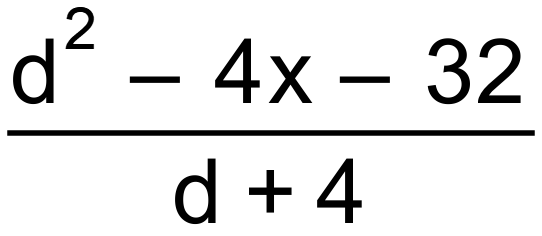 d² – 4x – 32
d + 4